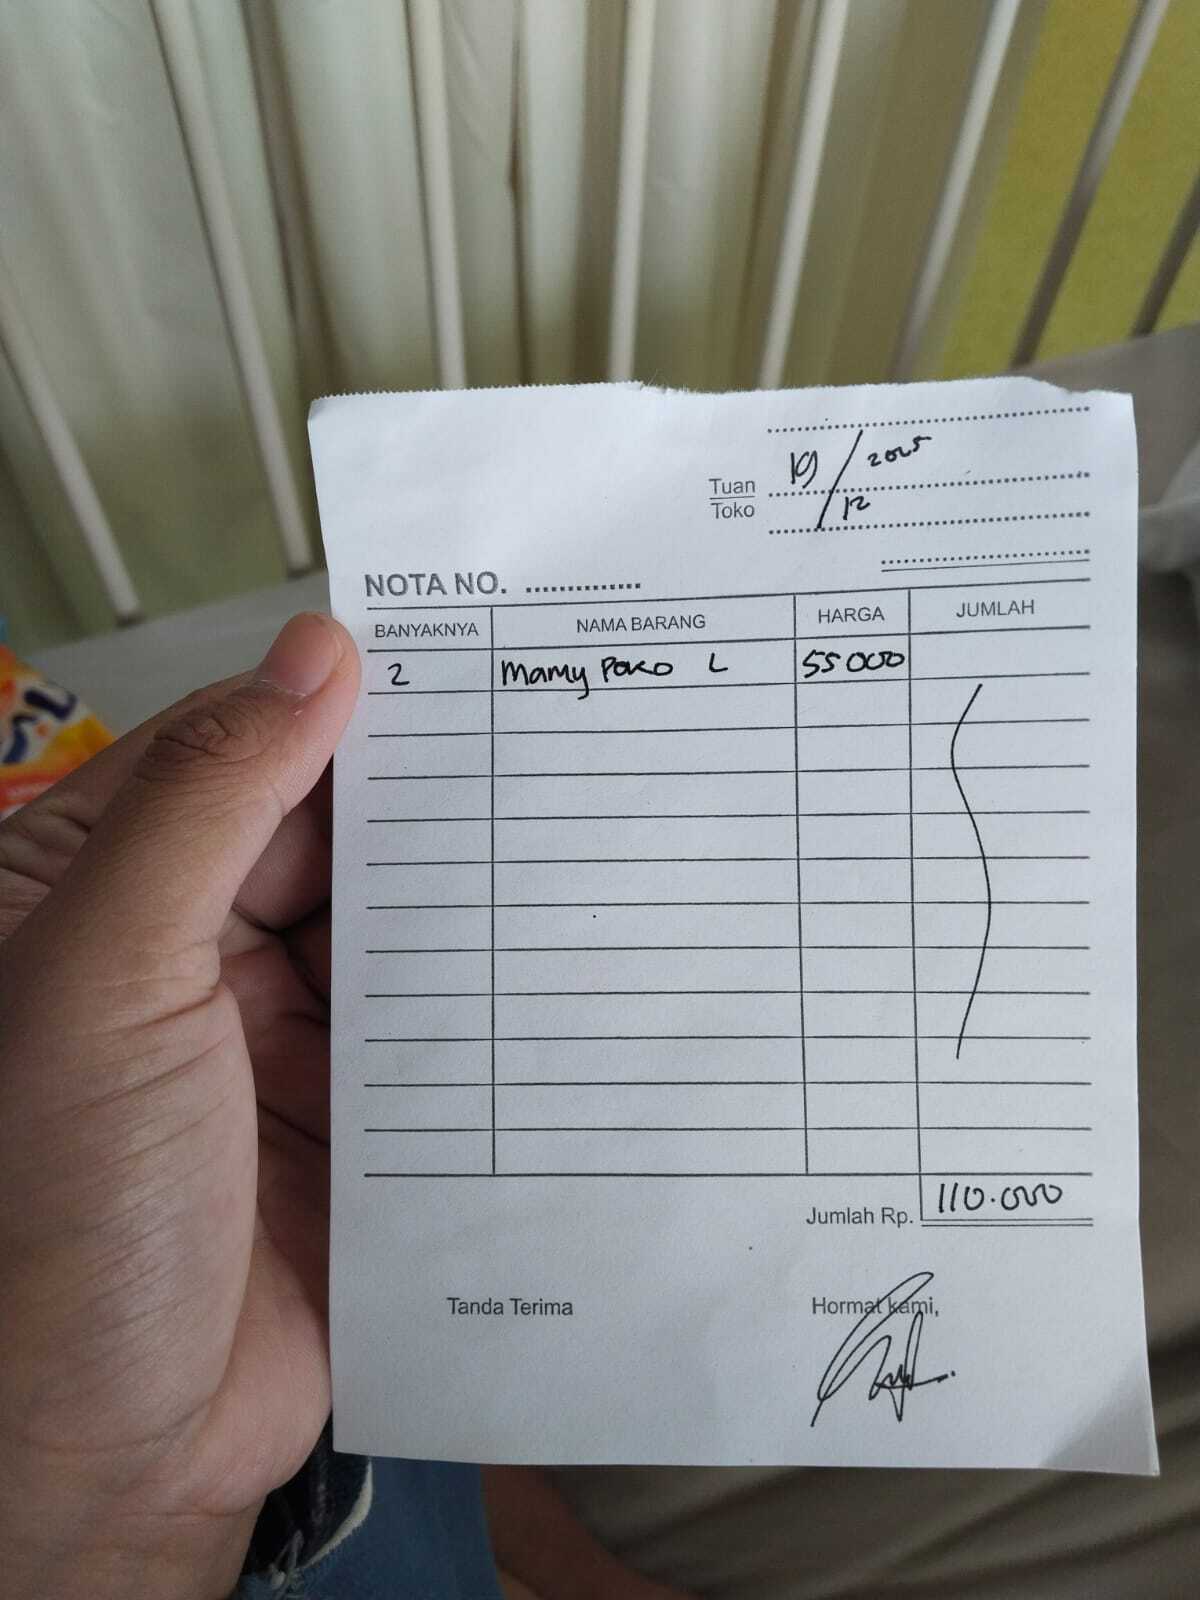 19 / 12 2025
Tuan
Toko
NOTA NO. ..............
BANYAKNYA NAMA BARANG HARGA JUMLAH
2 Mamy Poko L 55000
Jumlah Rp. 110.000
Tanda Terima Hormat kami,